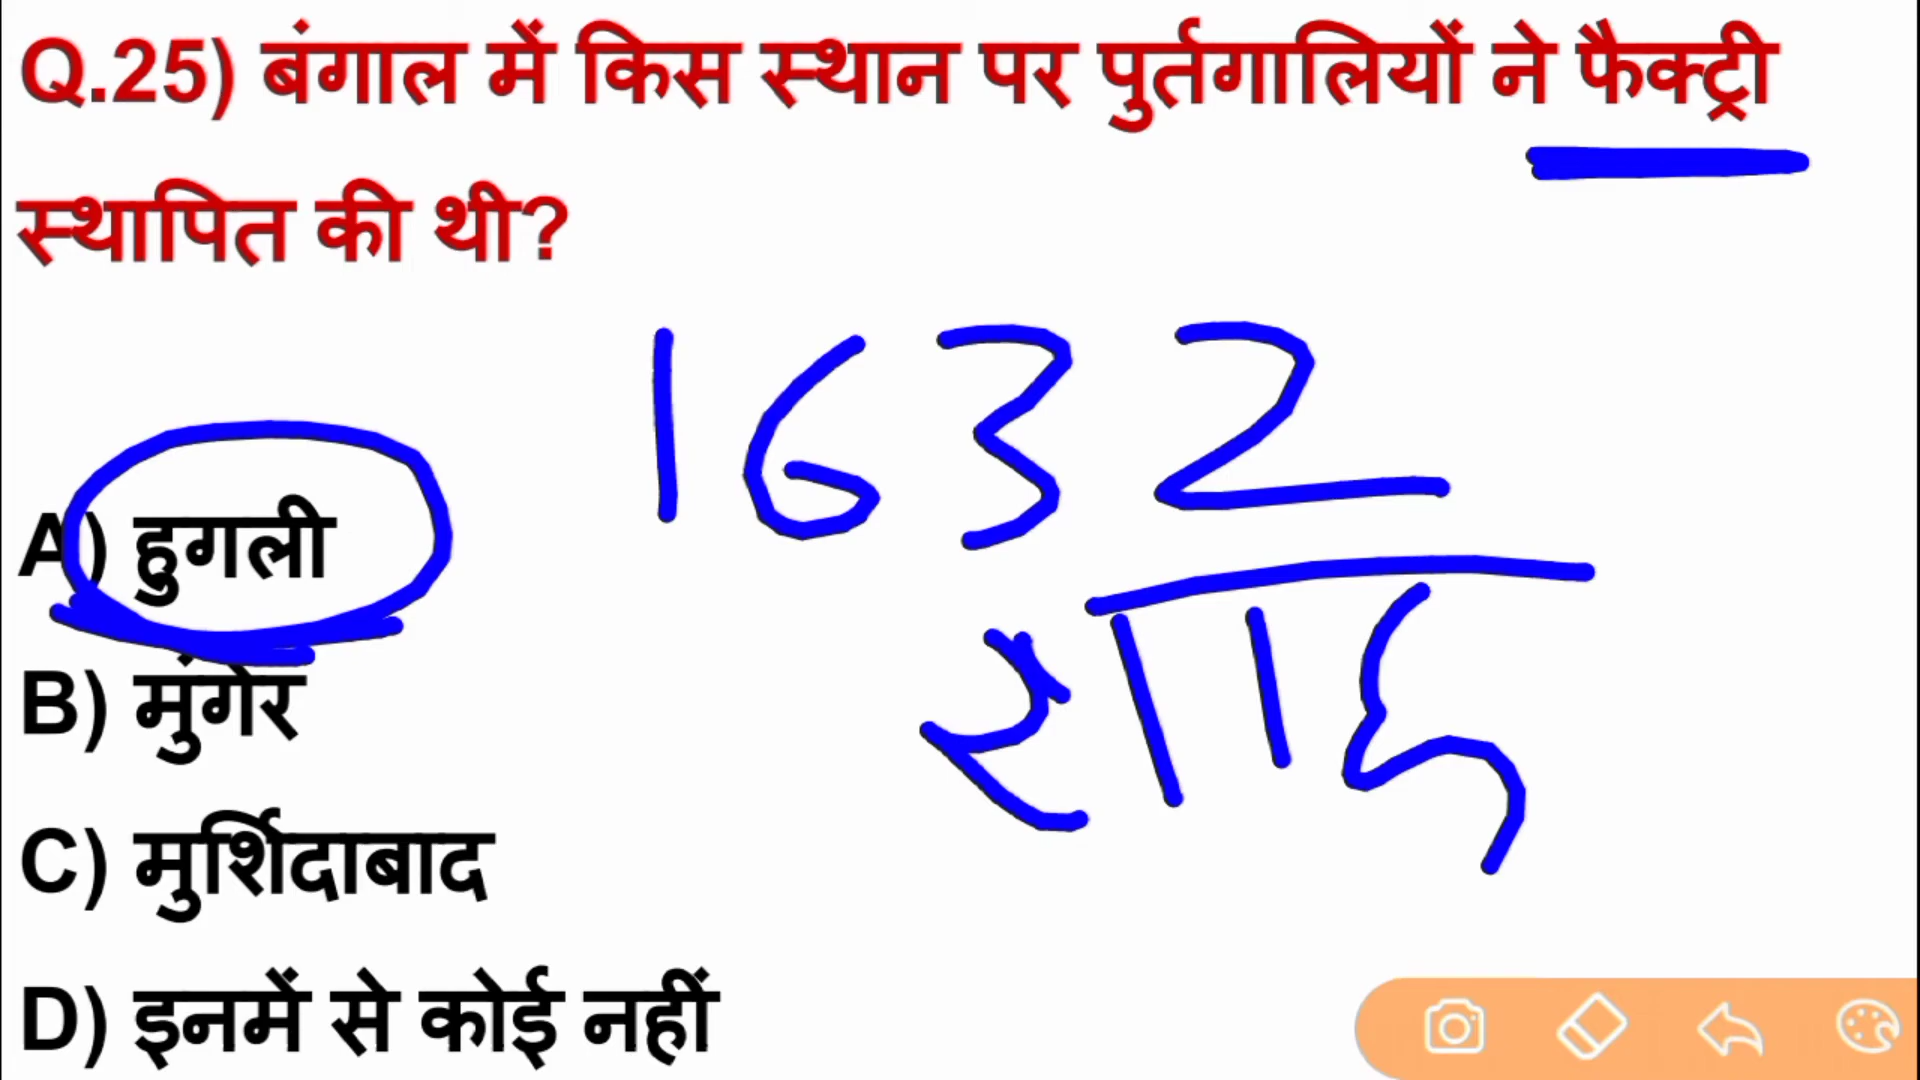 Q.25) बंगाल में किस स्थान पर पुर्तगालियों ने फैक्ट्री
स्थापित की थी?
1632
A) हुगली
B) मुंगेर
C) मुर्शिदाबाद
D) इनमें से कोई नहीं